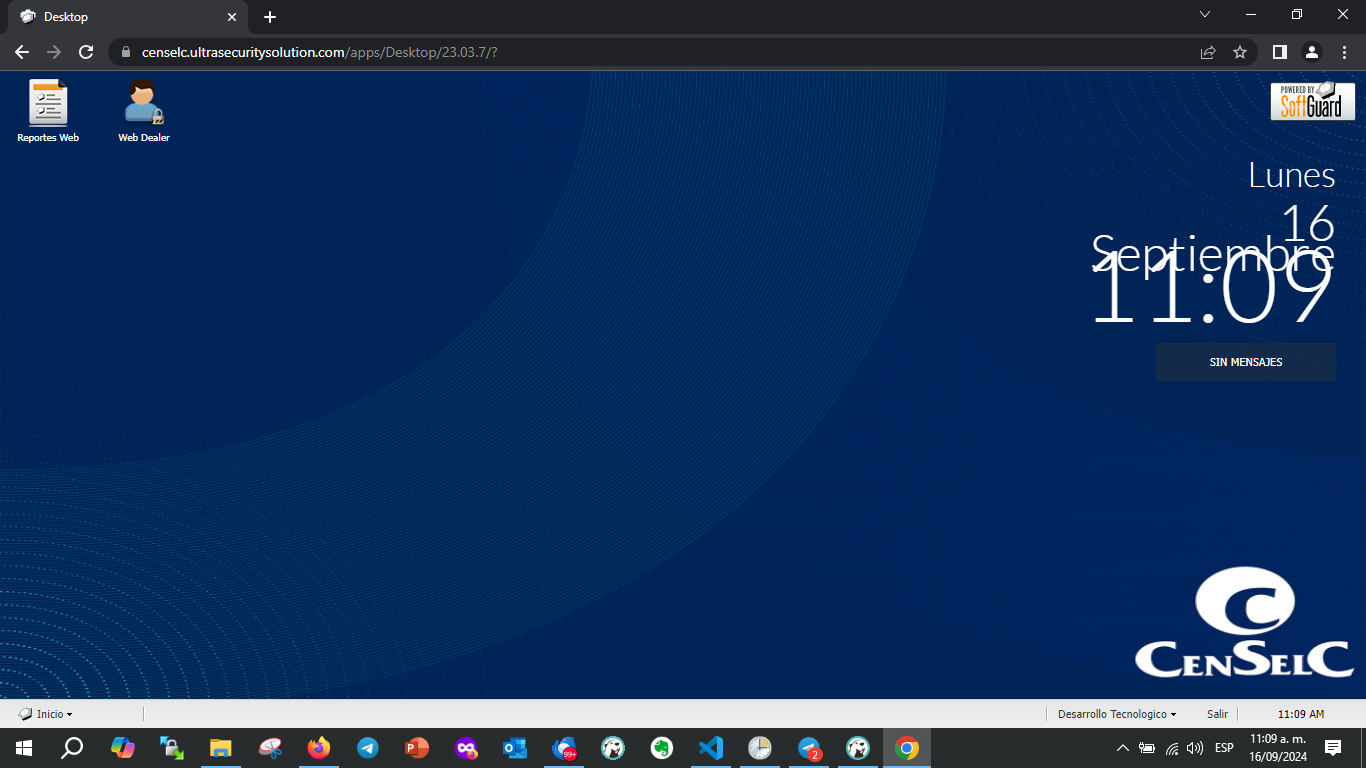 Desktop
censelc.ultrasecuritysolution.com/apps/Desktop/23.03.7/?
Reportes Web
Web Dealer
POWERED BY
SoftGuard
Lunes
16
Septiembre
11:09
SIN MENSAJES
C
CENSELC
Inicio
Desarrollo Tecnologico
Salir
11:09 AM
99+
2
ESP
11:09 a. m.
16/09/2024